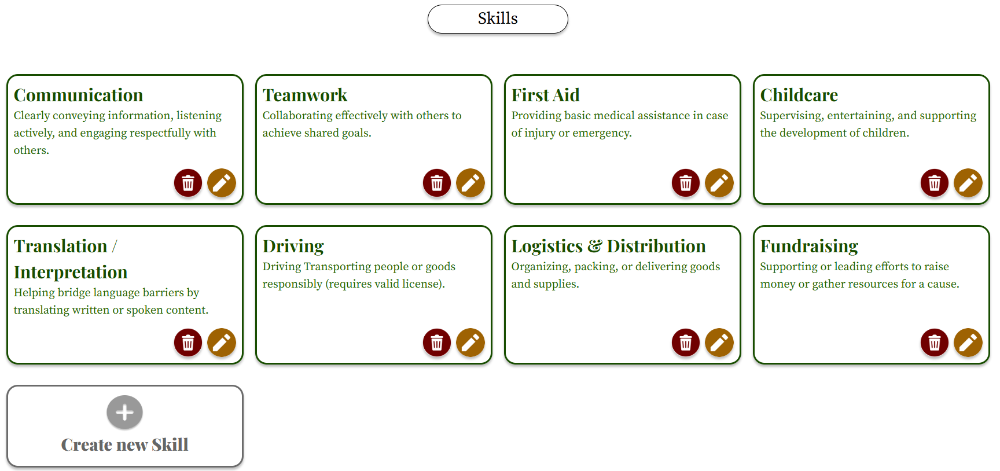 Skills
Communication
Clearly conveying information, listening
actively, and engaging respectfully with
others.
Teamwork
Collaborating effectively with others to
achieve shared goals.
First Aid
Providing basic medical assistance in case
of injury or emergency.
Childcare
Supervising, entertaining, and supporting
the development of children.
Translation /
Interpretation
Helping bridge language barriers by
translating written or spoken content.
Driving
Driving Transporting people or goods
responsibly (requires valid license).
Logistics & Distribution
Organizing, packing, or delivering goods
and supplies.
Fundraising
Supporting or leading efforts to raise
money or gather resources for a cause.
Create new Skill